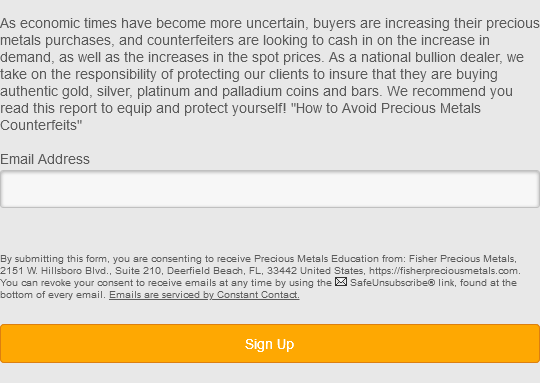 As economic times have become more uncertain, buyers are increasing their precious
metals purchases, and counterfeiters are looking to cash in on the increase in
demand, as well as the increases in the spot prices. As a national bullion dealer, we
take on the responsibility of protecting our clients to insure that they are buying
authentic gold, silver, platinum and palladium coins and bars. We recommend you
read this report to equip and protect yourself! "How to Avoid Precious Metals
Counterfeits"
Email Address
By submitting this form, you are consenting to receive Precious Metals Education from: Fisher Precious Metals,
2151 W. Hillsboro Blvd., Suite 210, Deerfield Beach, FL, 33442 United States, https://fisherpreciousmetals.com.
You can revoke your consent to receive emails at any time by using the SafeUnsubscribe® link, found at the
bottom of every email. Emails are serviced by Constant Contact.
Sign Up